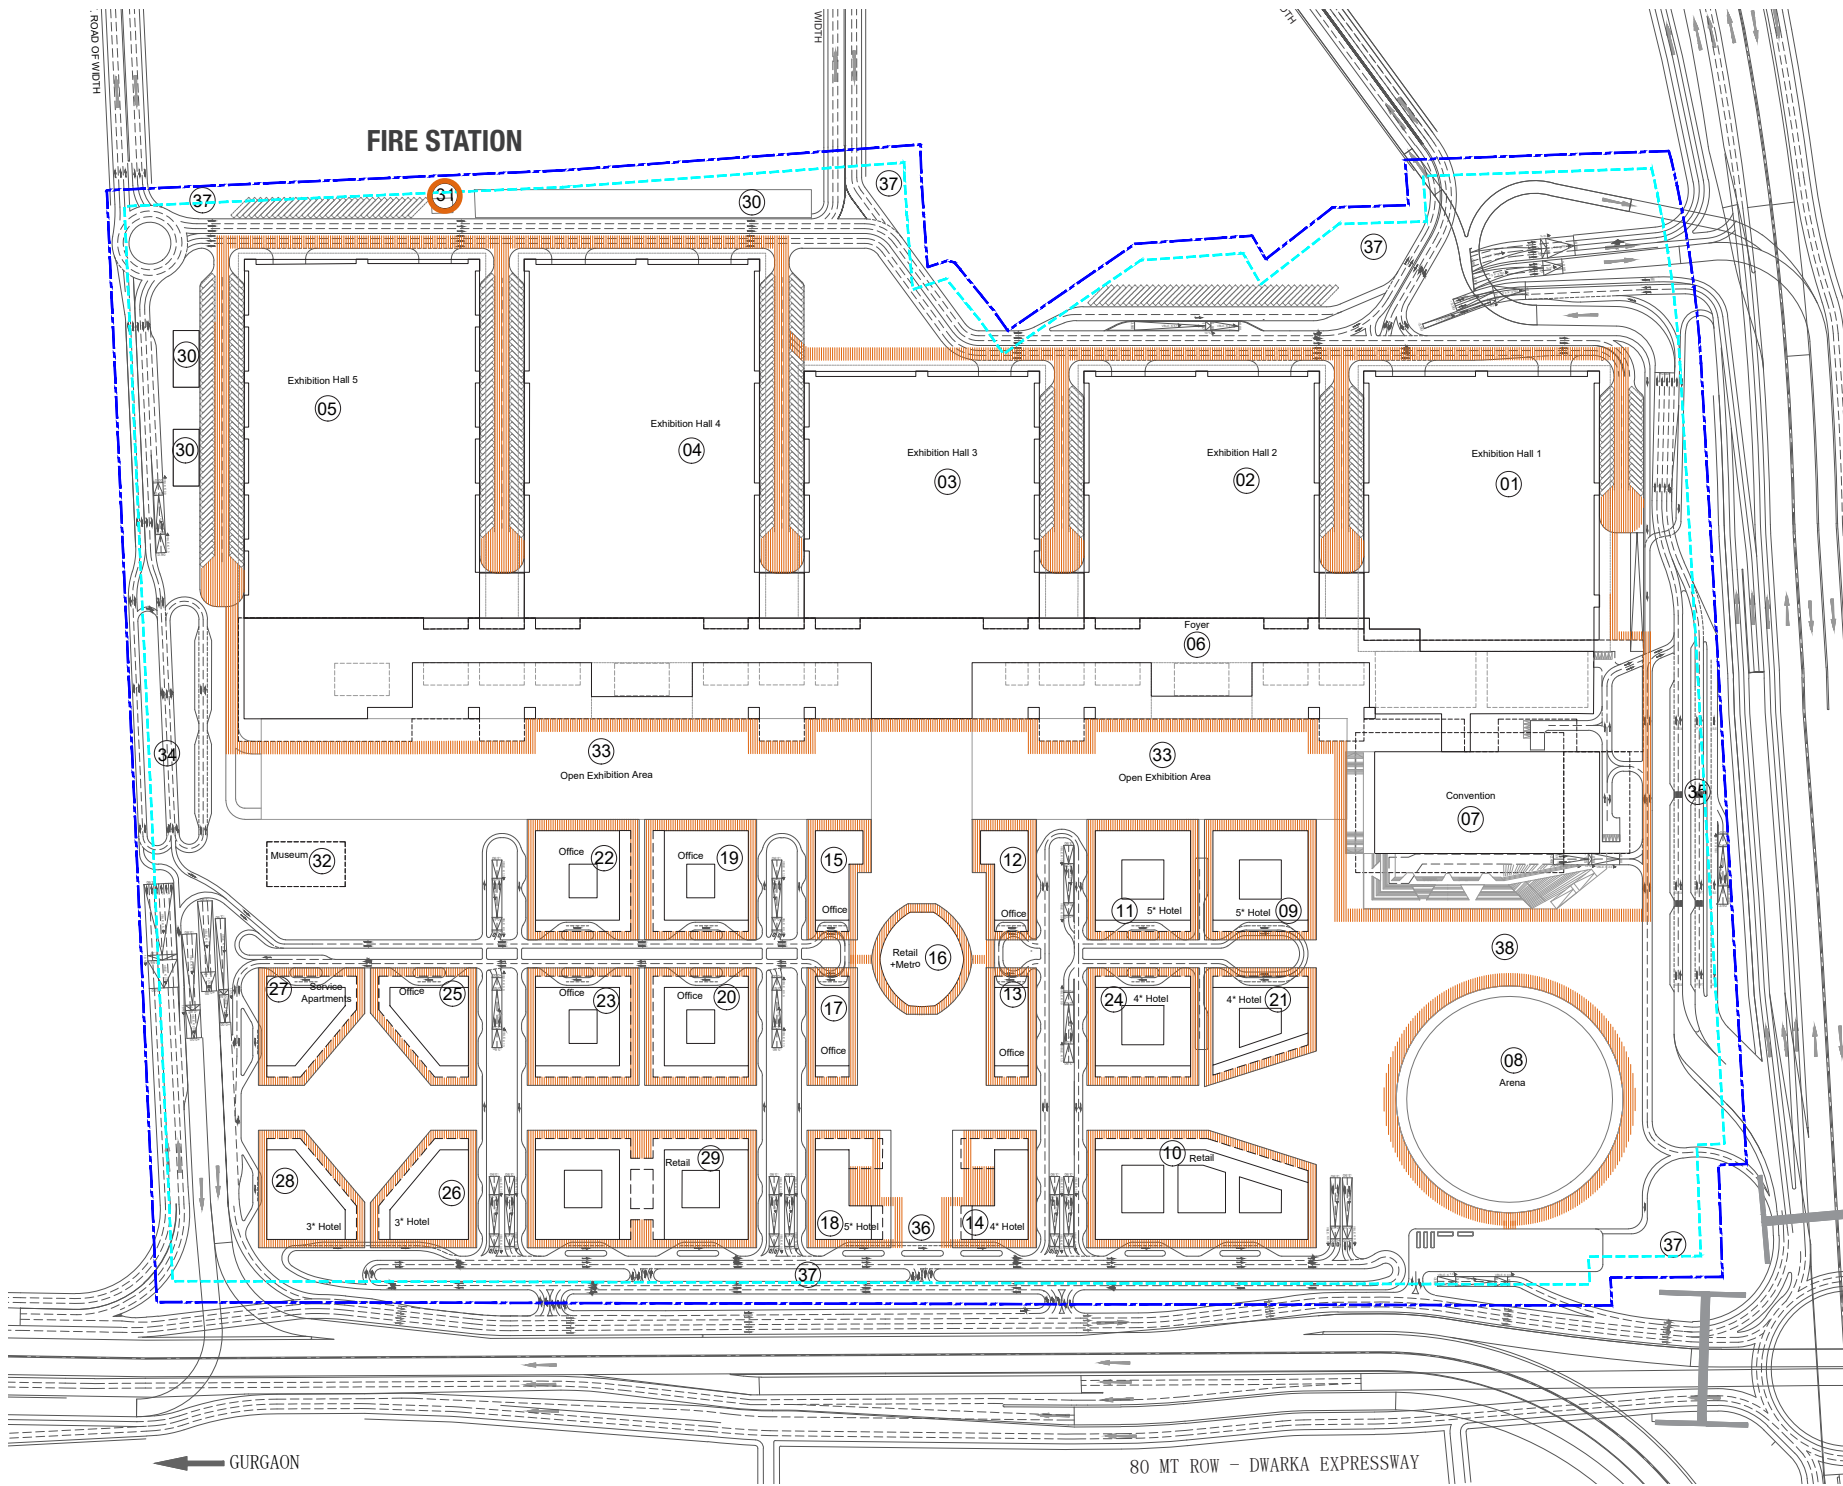 ROAD OF WIDTH
WIDTH
FIRE STATION
37
31
30
37
37
30
30
Exhibition Hall 5
05
Exhibition Hall 4
04
Exhibition Hall 3
03
Exhibition Hall 2
02
Exhibition Hall 1
01
Foyer
06
34
33
Open Exhibition Area
33
Open Exhibition Area
Convention
07
35
Museum 32
Office 22
Office 19
15
Office
12
Office
11 5* Hotel
5* Hotel 09
Retail
+Metro 16
38
27 Service
Apartments
Office 25
Office 23
Office 20
17
Office
13
Office
24 4* Hotel
4* Hotel 21
08
Arena
28
3* Hotel
26
3* Hotel
Retail 29
18 5* Hotel
36
14 4* Hotel
10 Retail
37
37
GURGAON
80 MT ROW - DWARKA EXPRESSWAY